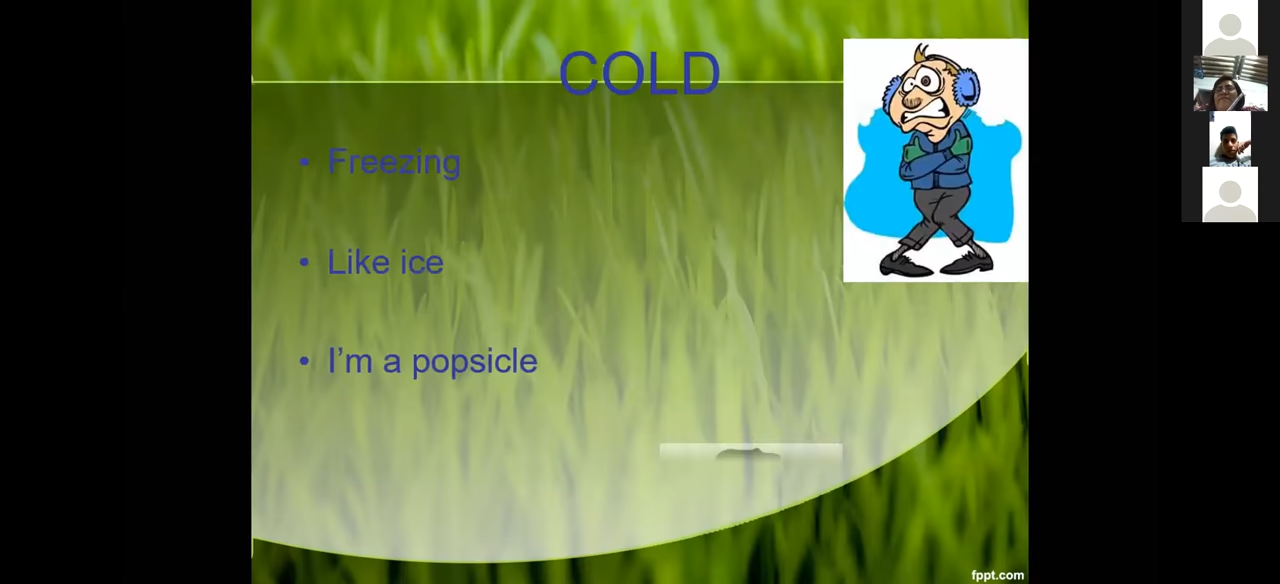 COLD
• Freezing
• Like ice
• I'm a popsicle
fppt.com